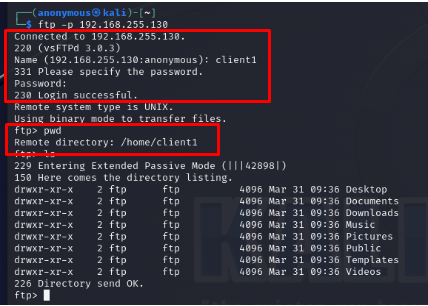 ┌──(anonymous㉿kali)-[~]
└─$ ftp -p 192.168.255.130
Connected to 192.168.255.130.
220 (vsFTPd 3.0.3)
Name (192.168.255.130:anonymous): client1
331 Please specify the password.
Password:
230 Login successful.
Remote system type is UNIX.
Using binary mode to transfer files.
ftp> pwd
Remote directory: /home/client1
ftp> ls
229 Entering Extended Passive Mode (|||42898|)
150 Here comes the directory listing.
drwxr-xr-x    2 ftp      ftp          4096 Mar 31 09:36 Desktop
drwxr-xr-x    2 ftp      ftp          4096 Mar 31 09:36 Documents
drwxr-xr-x    2 ftp      ftp          4096 Mar 31 09:36 Downloads
drwxr-xr-x    2 ftp      ftp          4096 Mar 31 09:36 Music
drwxr-xr-x    2 ftp      ftp          4096 Mar 31 09:36 Pictures
drwxr-xr-x    2 ftp      ftp          4096 Mar 31 09:36 Public
drwxr-xr-x    2 ftp      ftp          4096 Mar 31 09:36 Templates
drwxr-xr-x    2 ftp      ftp          4096 Mar 31 09:36 Videos
226 Directory send OK.
ftp>